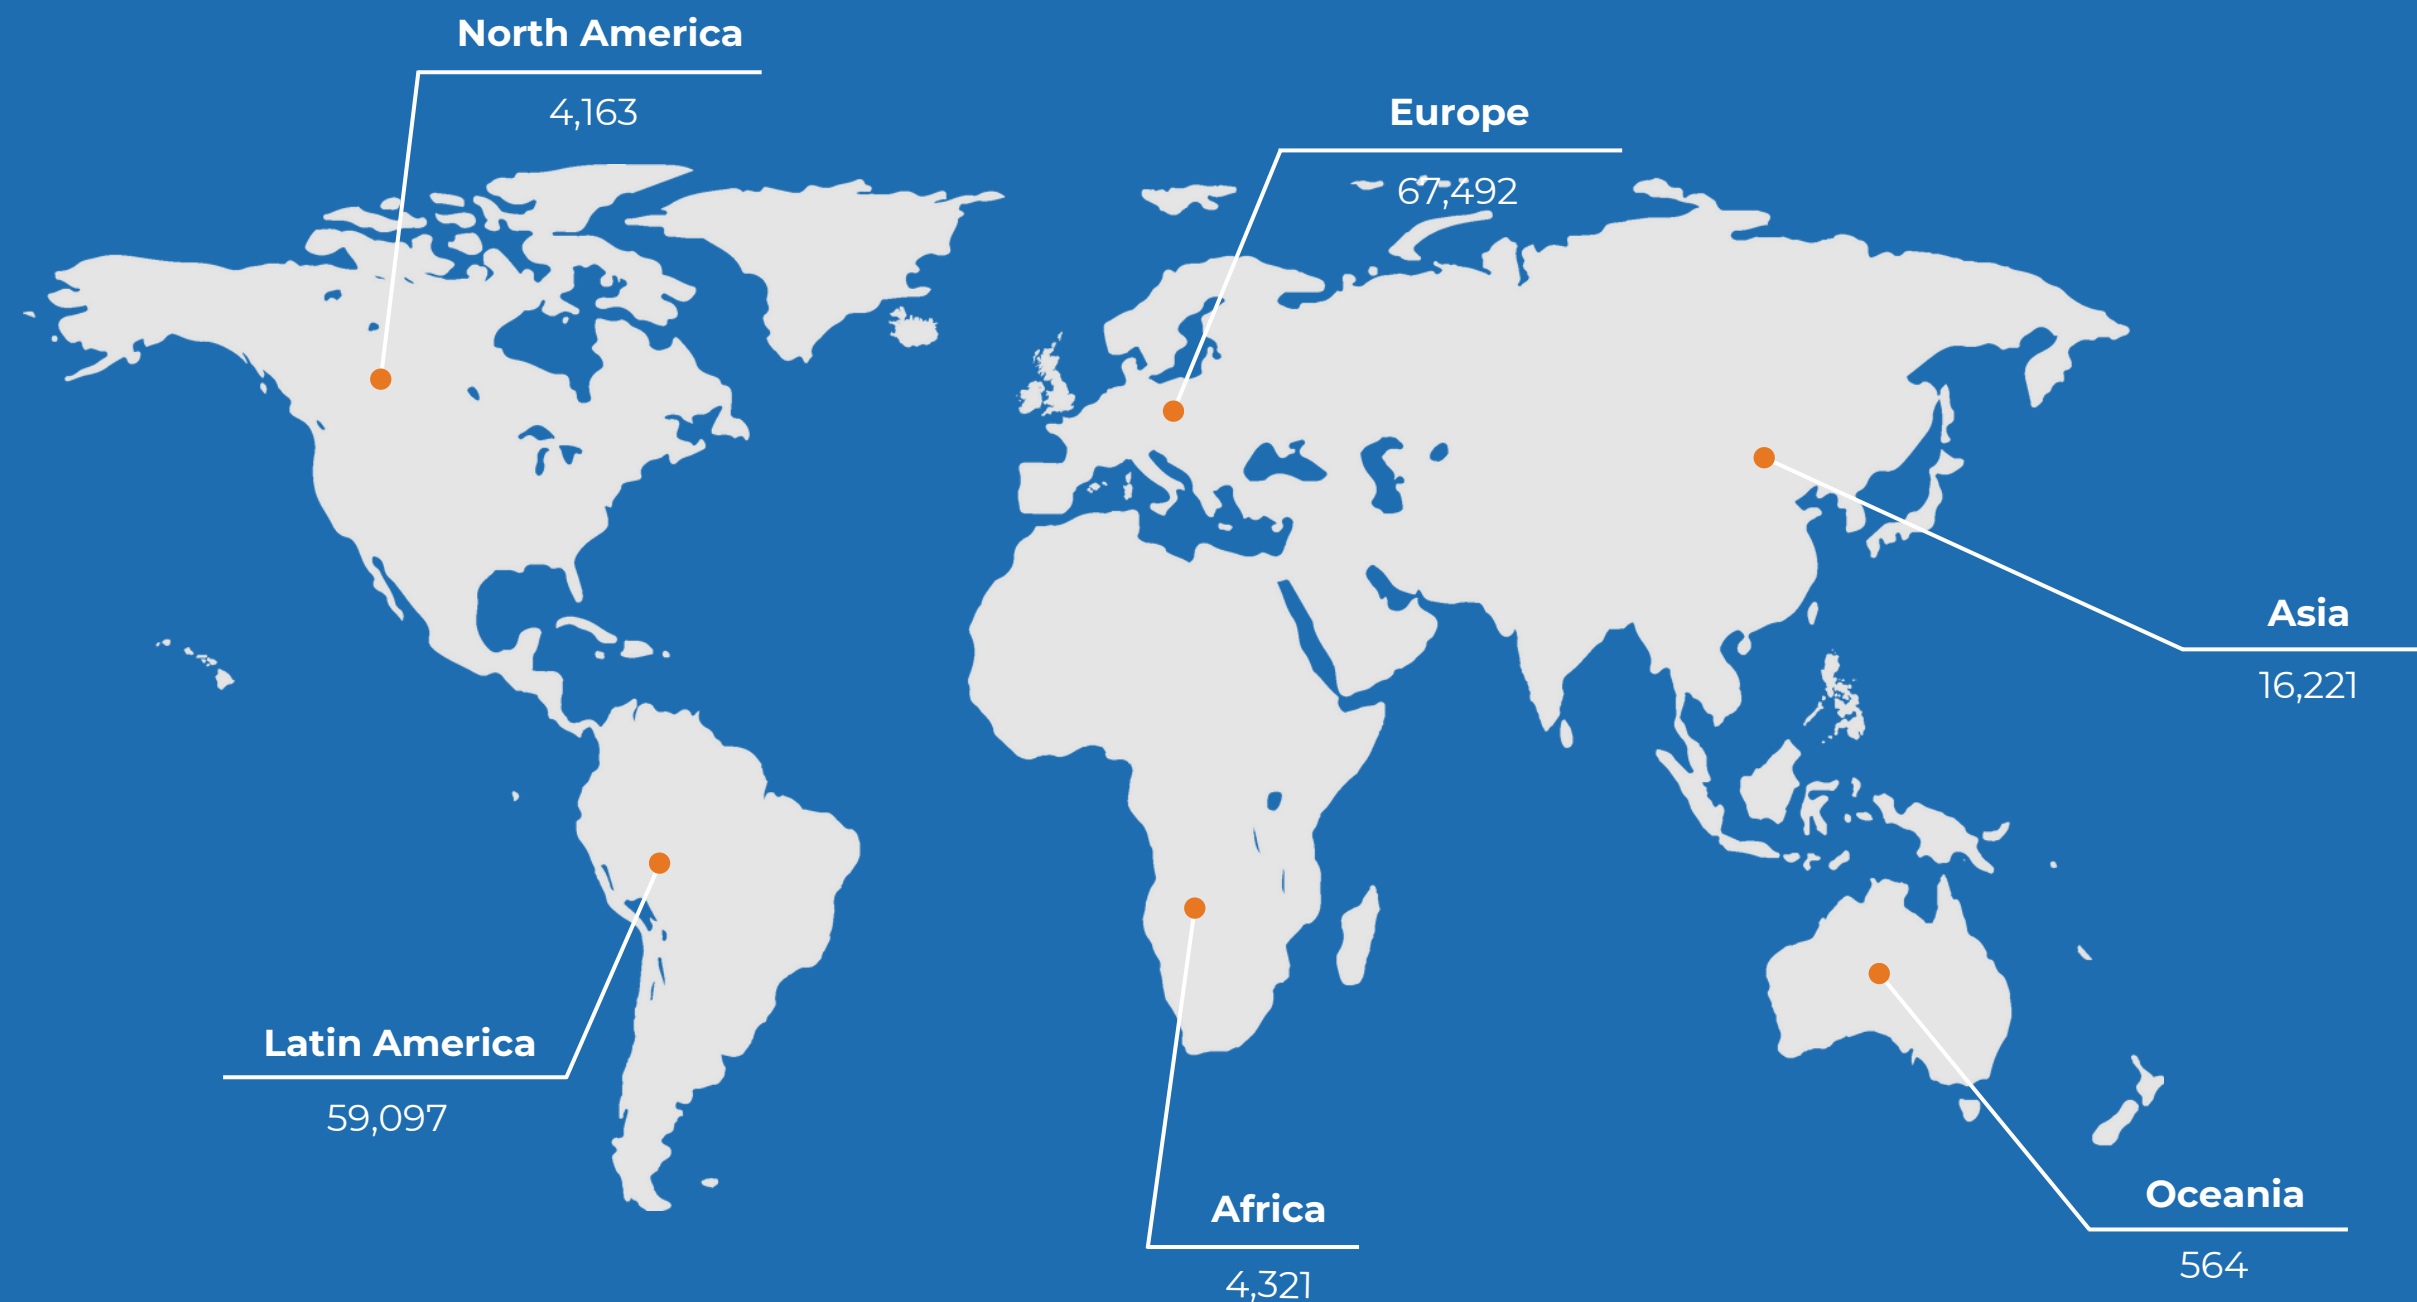 North America
4,163
Europe
67,492
Asia
16,221
Latin America
59,097
Africa
4,321
Oceania
564